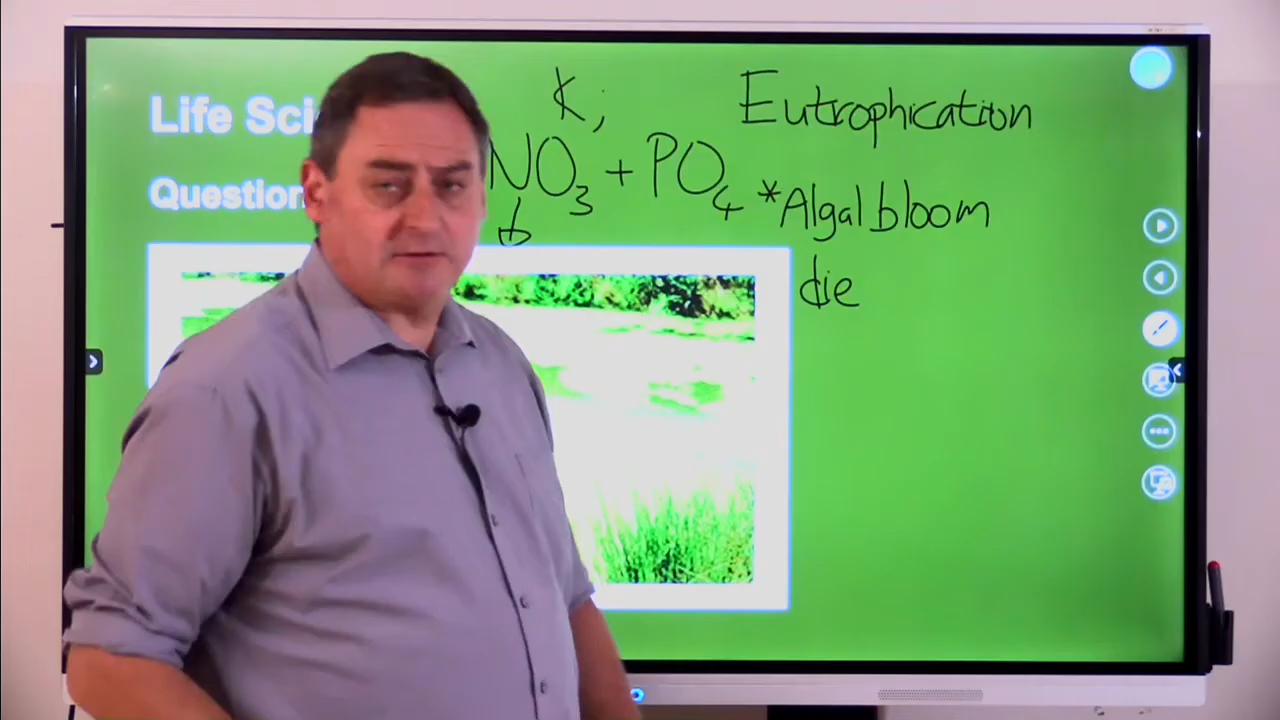 Life Sci
K;
Eutrophication
NO3 + PO4
Question
*Algal bloom
die